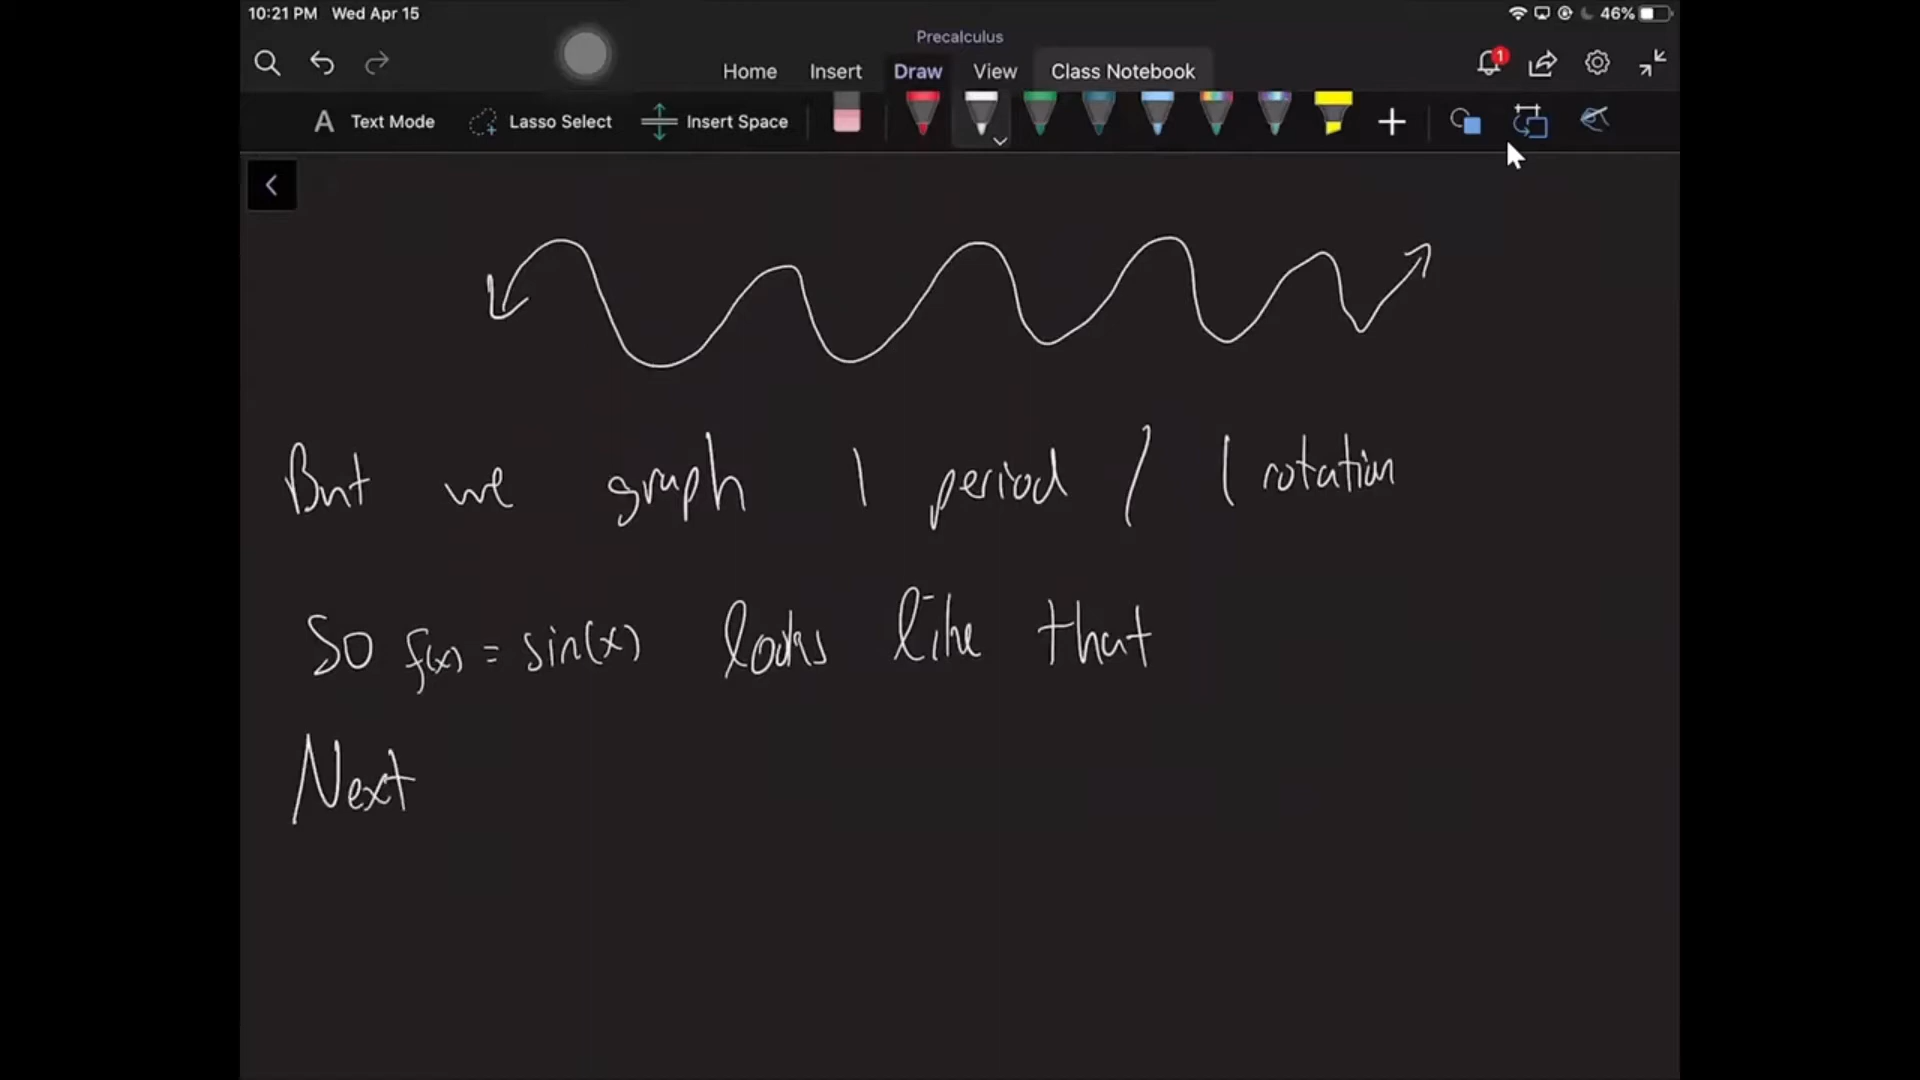 10:21 PM Wed Apr 15 46%
Precalculus
Home Insert Draw View Class Notebook 1
A Text Mode Lasso Select Insert Space
But we graph 1 period / 1 rotation
So f(x) = sin(x) looks like that
Next